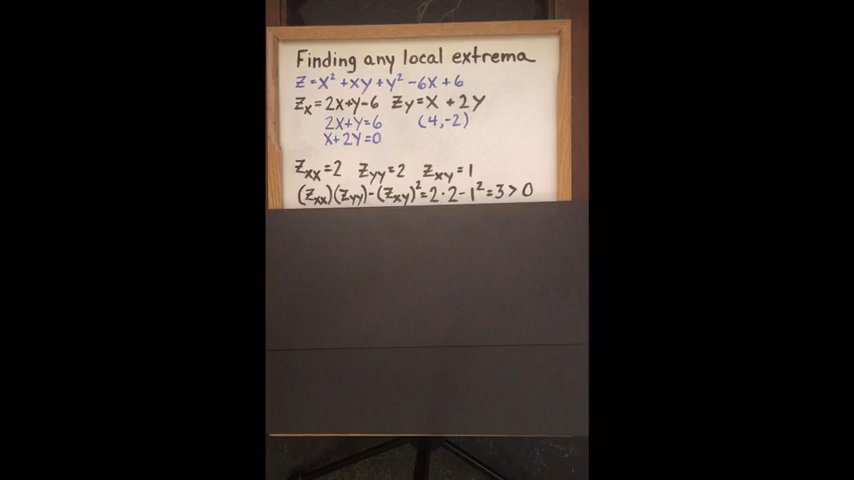 Finding any local extrema
Z = X² + XY + Y² - 6X + 6
Zx = 2X + Y - 6 Zy = X + 2Y
2X + Y = 6 (4, -2)
X + 2Y = 0
Zxx = 2 Zyy = 2 Zxy = 1
(Zxx)(Zyy) - (Zxy)² = 2 · 2 - 1² = 3 > 0